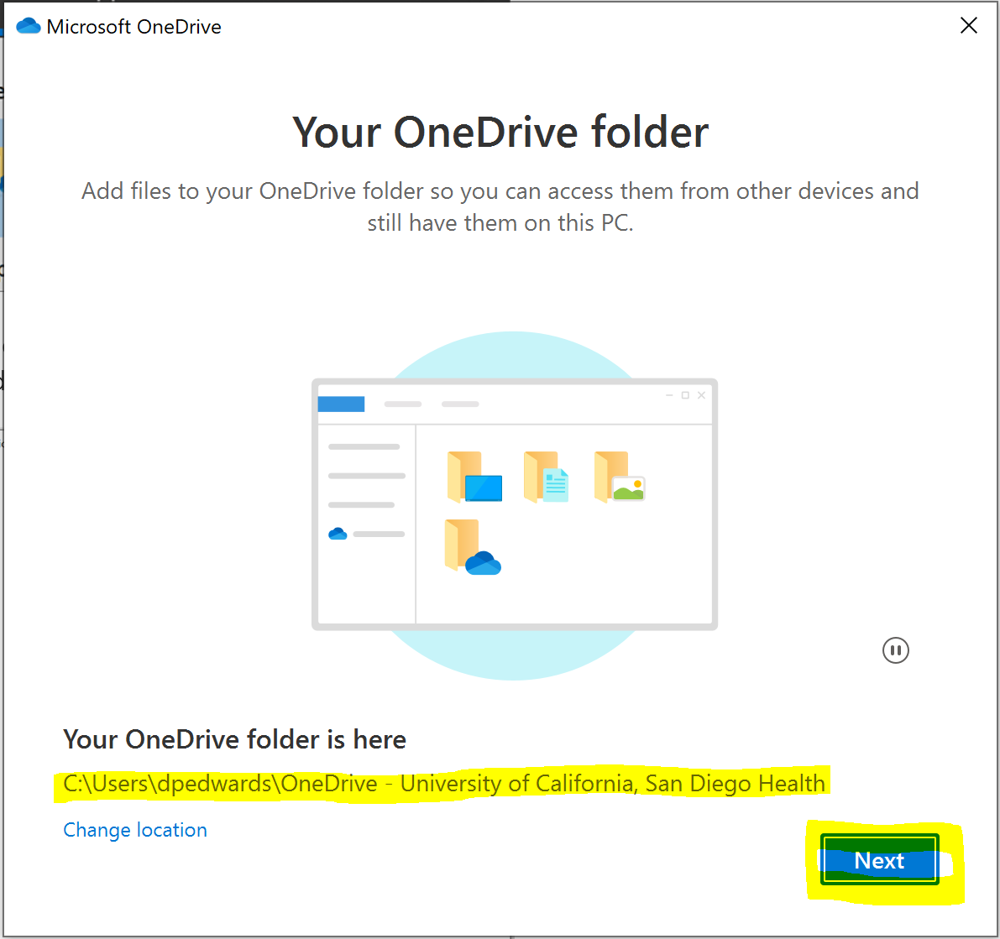 Microsoft OneDrive
Your OneDrive folder
Add files to your OneDrive folder so you can access them from other devices and
still have them on this PC.
Your OneDrive folder is here
C:\Users\dpedwards\OneDrive - University of California, San Diego Health
Change location
Next